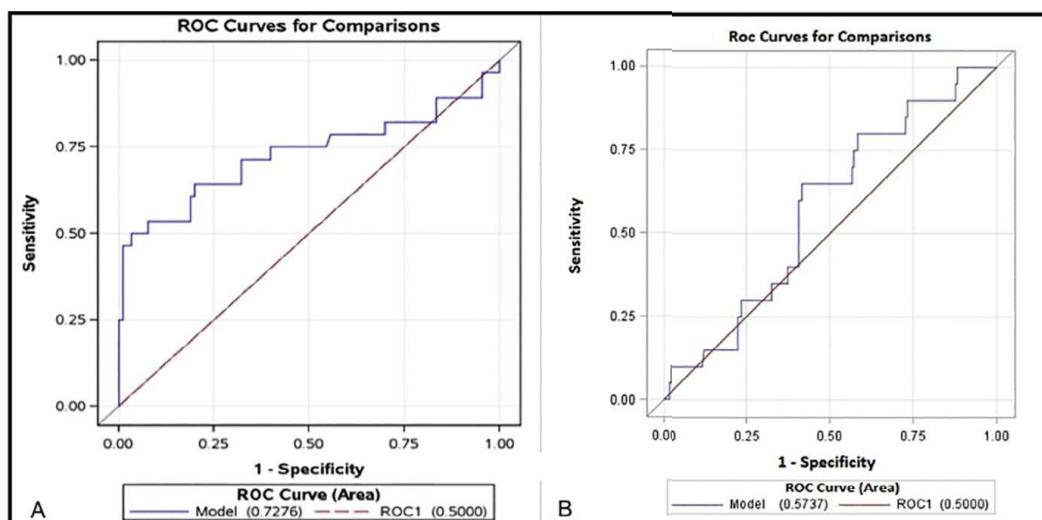 ROC Curves for Comparisons
1.00
0.75
0.50
0.25
0.00
Sensitivity
0.00 0.25 0.50 0.75 1.00
1 - Specificity
ROC Curve (Area)
Model (0.7276) ROC1 (0.5000)
A
Roc Curves for Comparisons
1.00
0.75
0.50
0.25
0.00
Sensitivity
0.00 0.25 0.50 0.75 1.00
1 - Specificity
ROC Curve (Area)
Model (0.5737) ROC1 (0.5000)
B